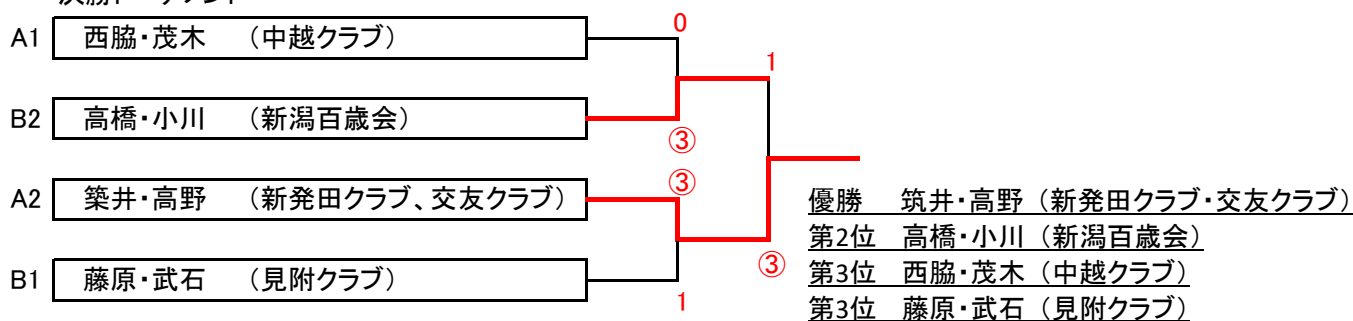 決勝トーナメント
A1 西脇・茂木 （中越クラブ）
0
1
B2 高橋・小川 （新潟百歳会）
③
③
A2 築井・高野 （新発田クラブ、交友クラブ）
B1 藤原・武石 （見附クラブ）
1
③
優勝 筑井・高野（新発田クラブ・交友クラブ）
第2位 高橋・小川（新潟百歳会）
第3位 西脇・茂木（中越クラブ）
第3位 藤原・武石（見附クラブ）